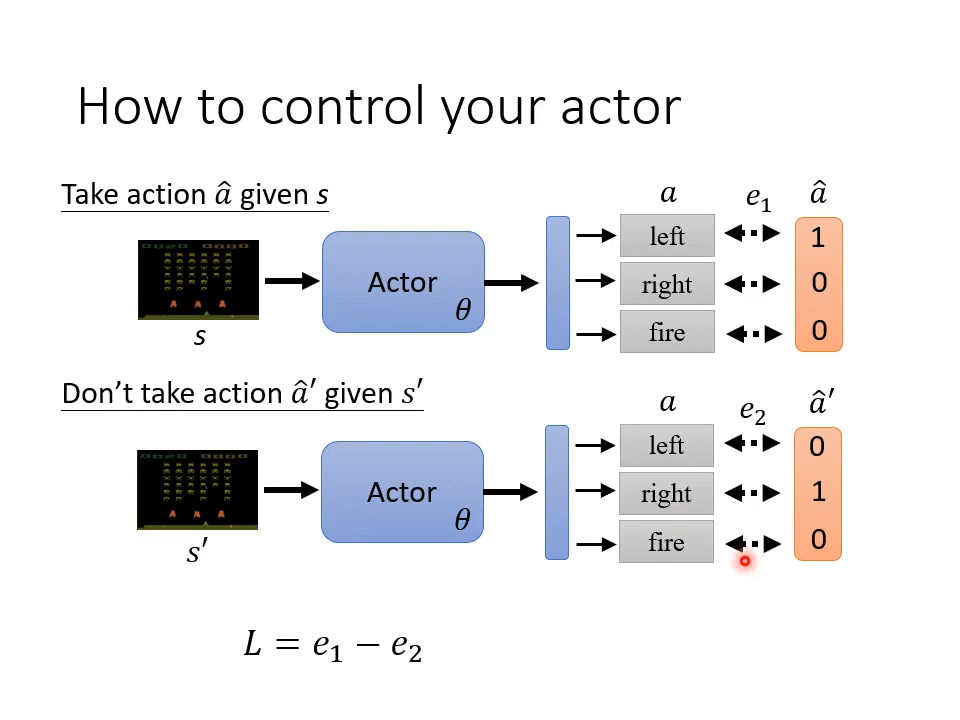 How to control your actor
Take action â given s
a e₁ â
left 1
Actor right 0
θ
fire 0
s
Don’t take action â′ given s′
a e₂ â′
left 0
Actor right 1
θ
fire 0
s′
L = e₁ − e₂